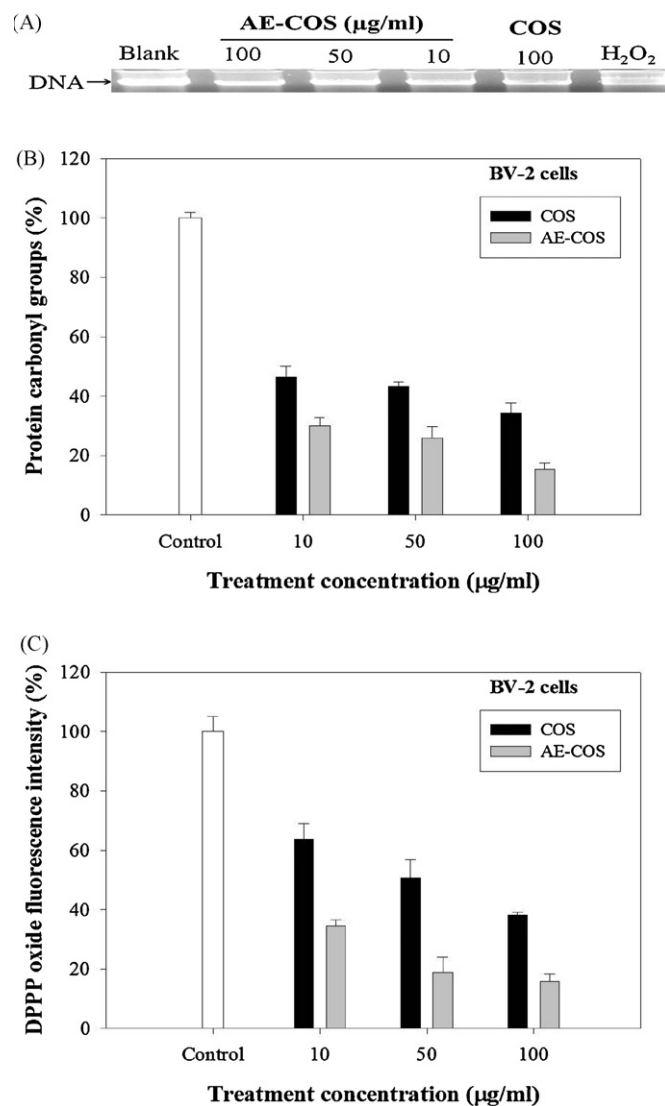 (A)
AE-COS (µg/ml) COS
Blank 100 50 10 100 H₂O₂
DNA→
(B)
120
100
80
60
40
20
0
Protein carbonyl groups (%)
BV-2 cells
COS
AE-COS
Control 10 50 100
Treatment concentration (µg/ml)
(C)
120
100
80
60
40
20
0
DPPP oxide fluorescence intensity (%)
BV-2 cells
COS
AE-COS
Control 10 50 100
Treatment concentration (µg/ml)